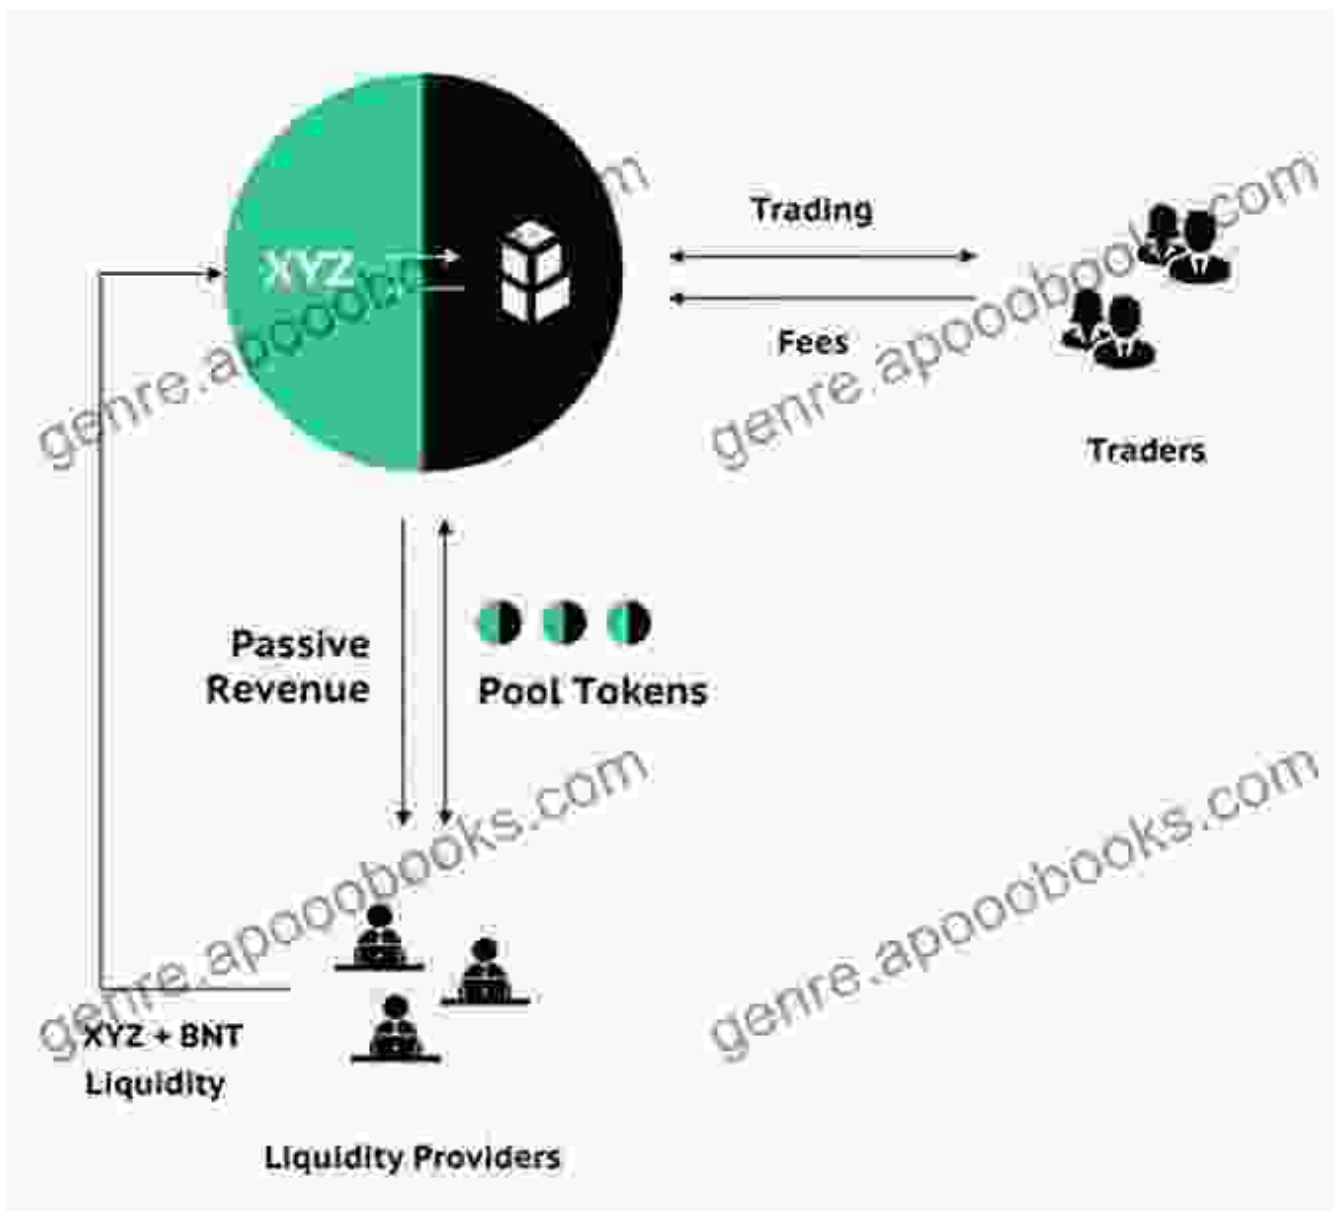 XYZ
Trading
Fees
Traders
Passive
Revenue
Pool Tokens
XYZ + BNT
Liquidity
Liquidity Providers
genre.apooobooks.com
genre.apooobooks.com
genre.apooobooks.com
genre.apooobooks.com